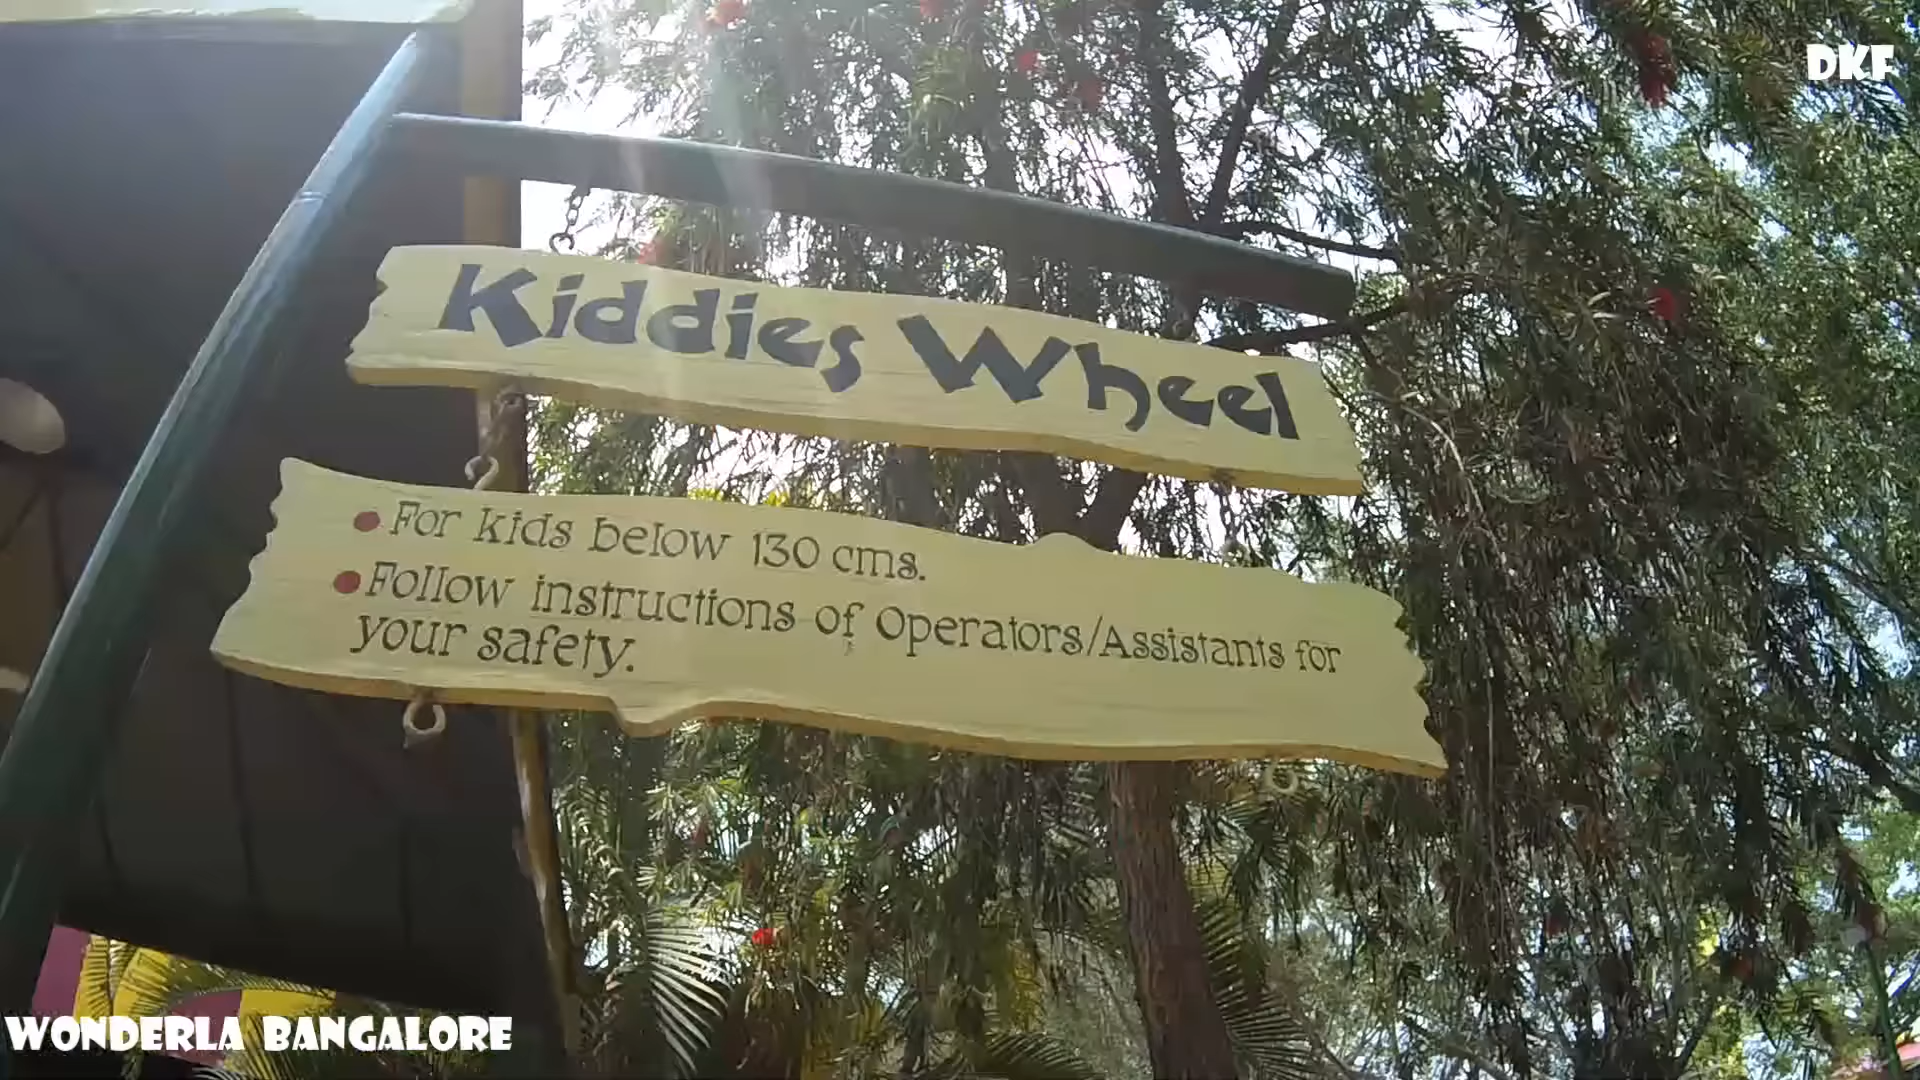 DKF
Kiddies Wheel
For kids below 130 cms.
Follow instructions of Operators/Assistants for
your safety.
WONDERLA BANGALORE